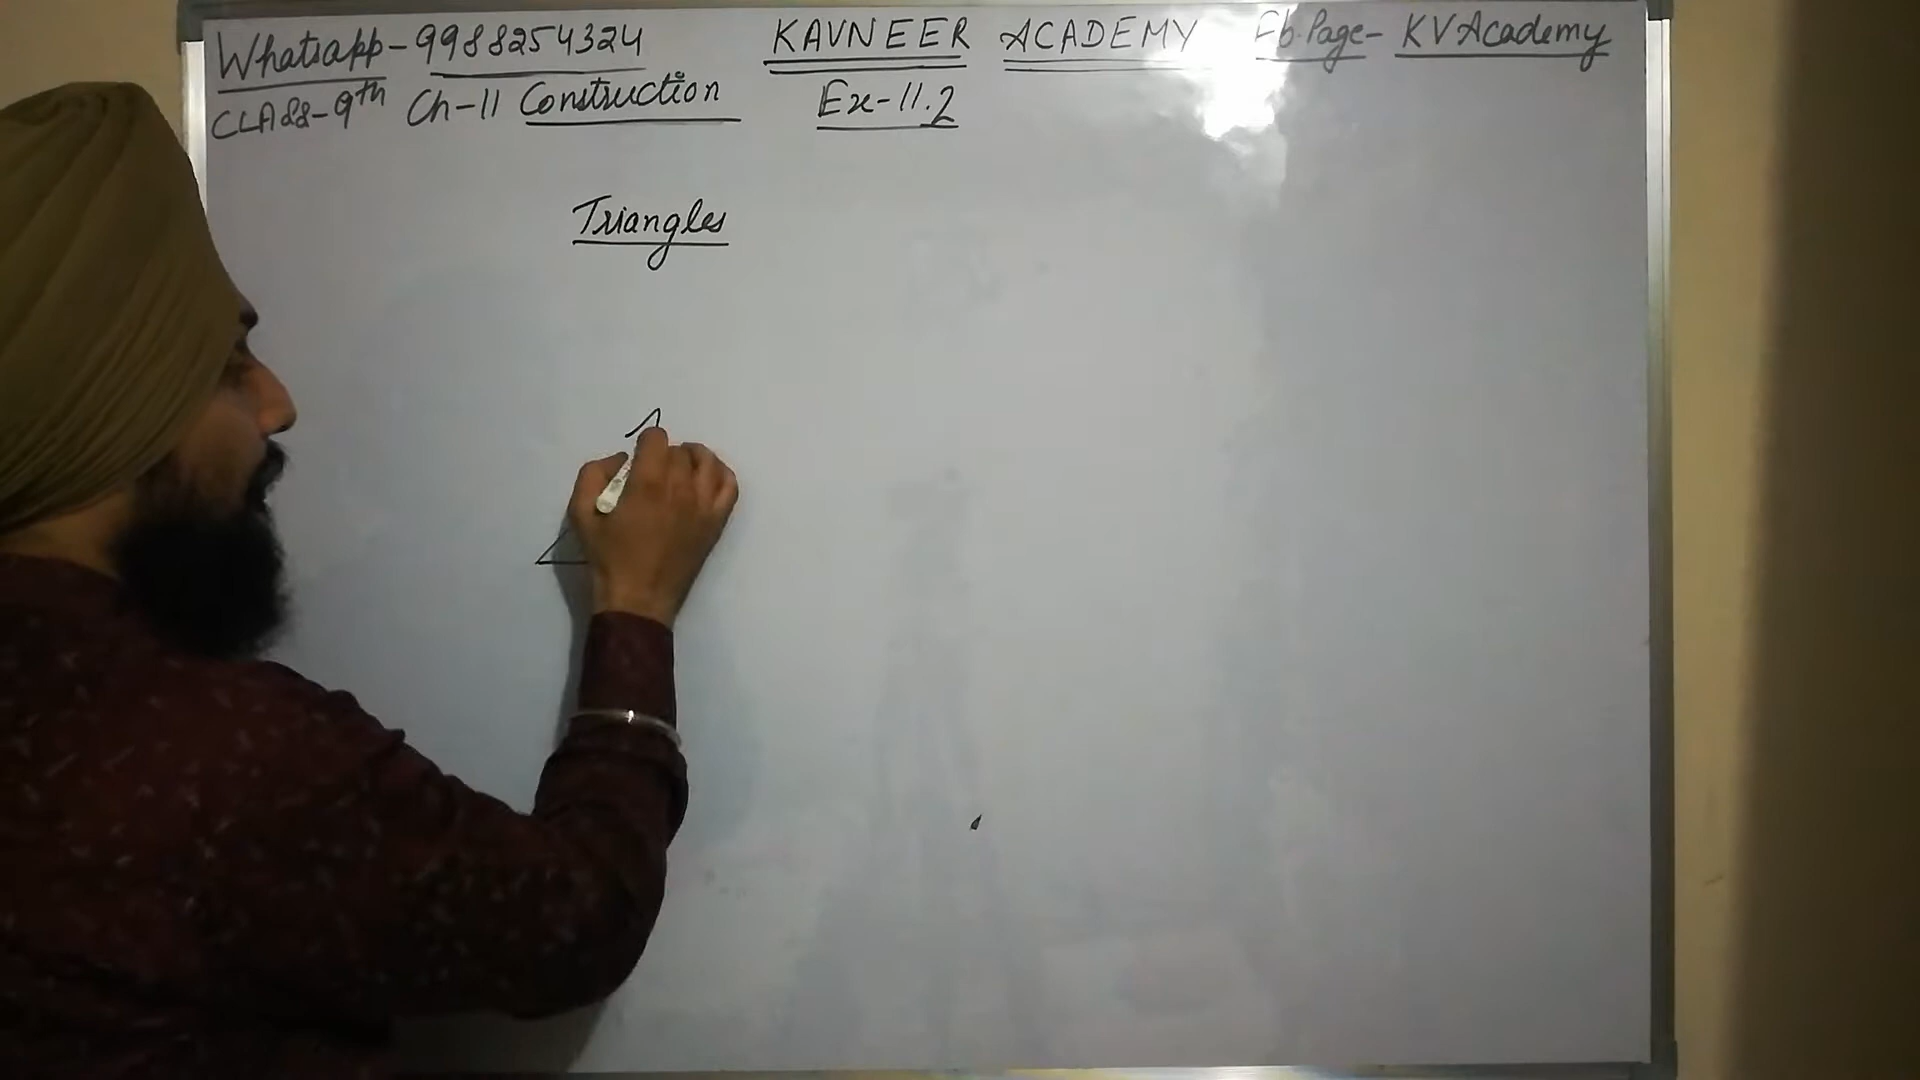 Whatsapp-9988254324 KAVNEER ACADEMY Fb.Page- KVAcademy
CLASS-9th Ch-11 Construction Ex-11.2
Triangles
A